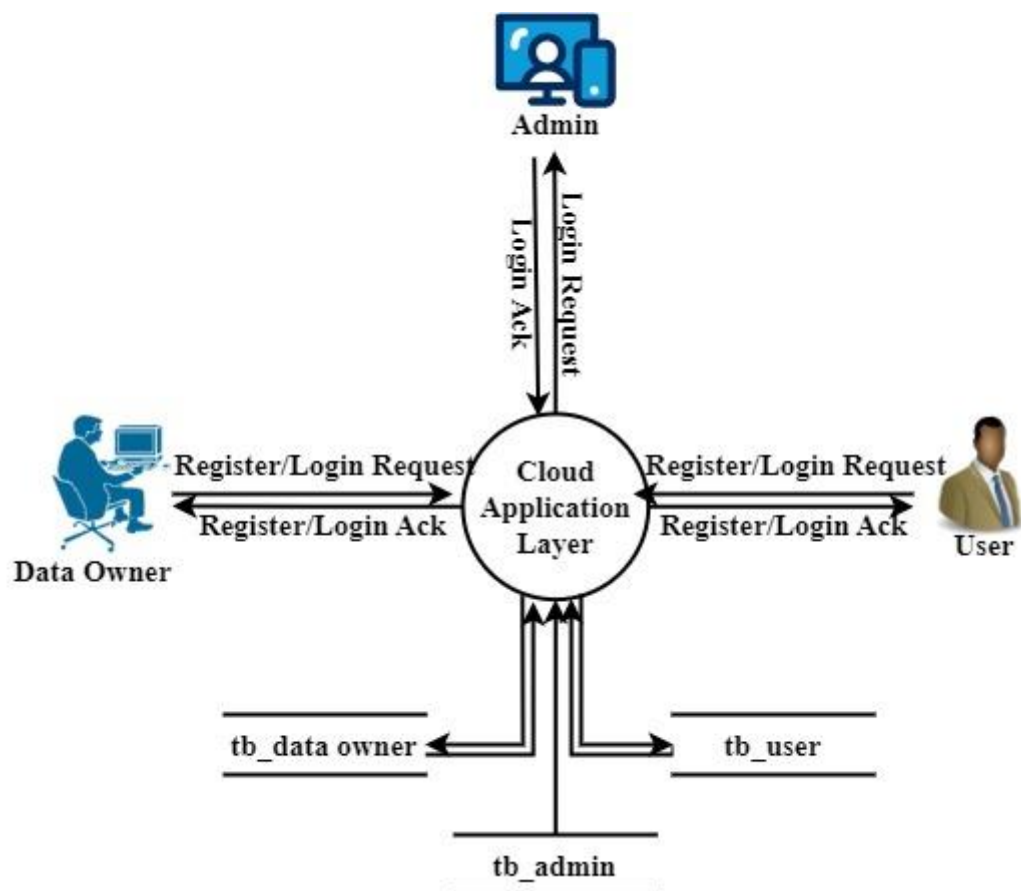 Admin
Login Ack
Login Request
Register/Login Request
Register/Login Ack
Data Owner
Cloud
Application
Layer
Register/Login Request
Register/Login Ack
User
tb_data owner
tb_user
tb_admin